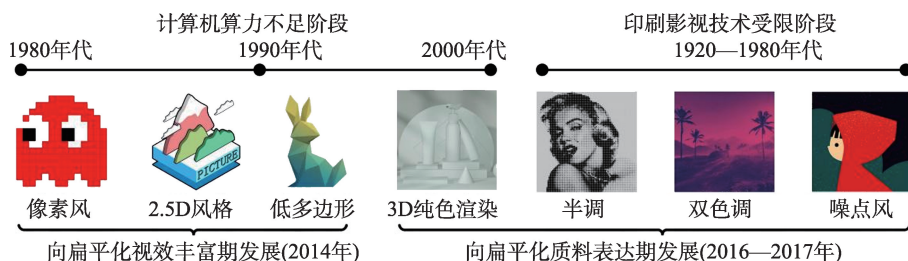 计算机算力不足阶段
印刷影视技术受限阶段
1980年代
1990年代
2000年代
1920—1980年代
PICTURE
像素风
2.5D风格
低多边形
3D纯色渲染
半调
双色调
噪点风
向扁平化视效丰富期发展(2014年)
向扁平化质料表达期发展(2016—2017年)